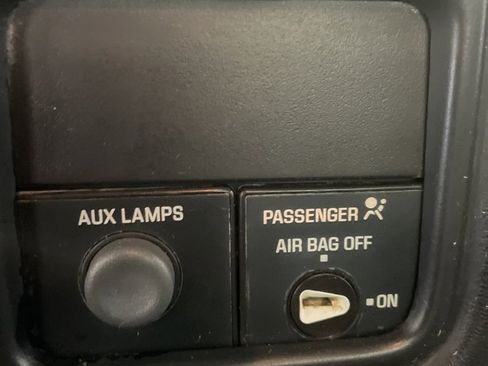 AUX LAMPS
PASSENGER
AIR BAG OFF
ON